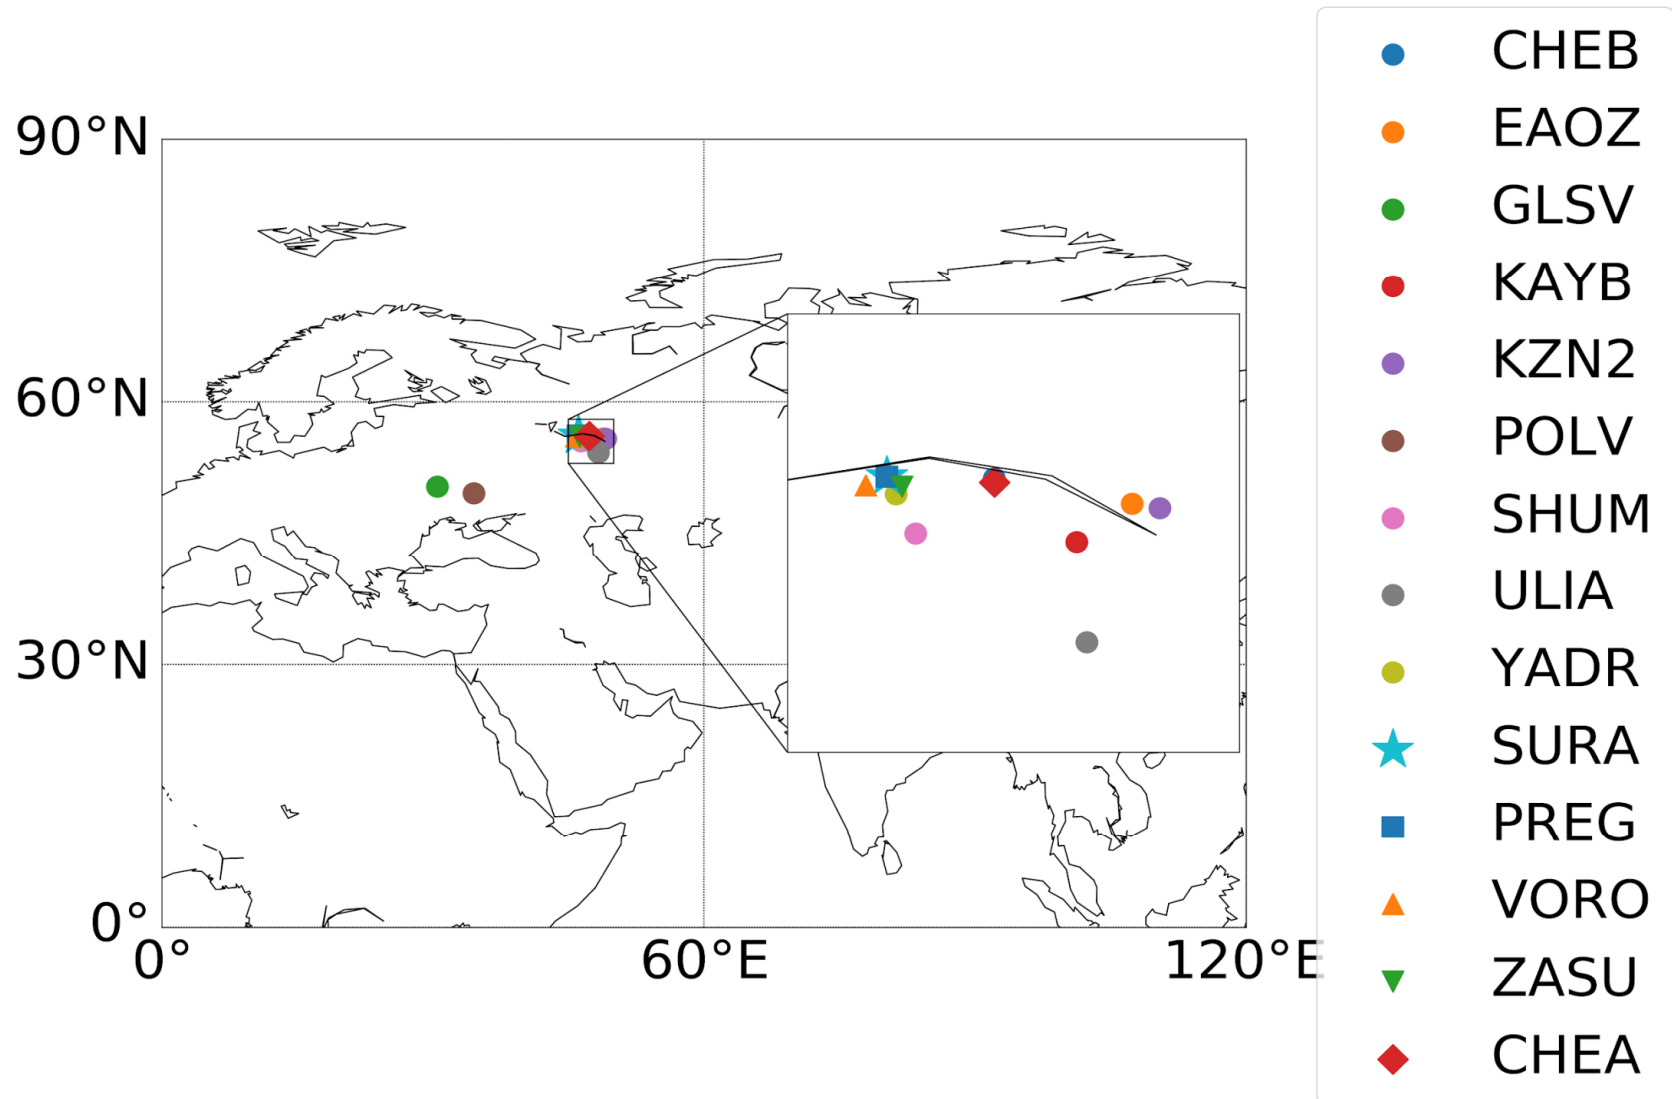 90°N
60°N
30°N
0°
0°
60°E
120°E
CHEB
EAOZ
GLSV
KAYB
KZN2
POLV
SHUM
ULIA
YADR
SURA
PREG
VORO
ZASU
CHEA